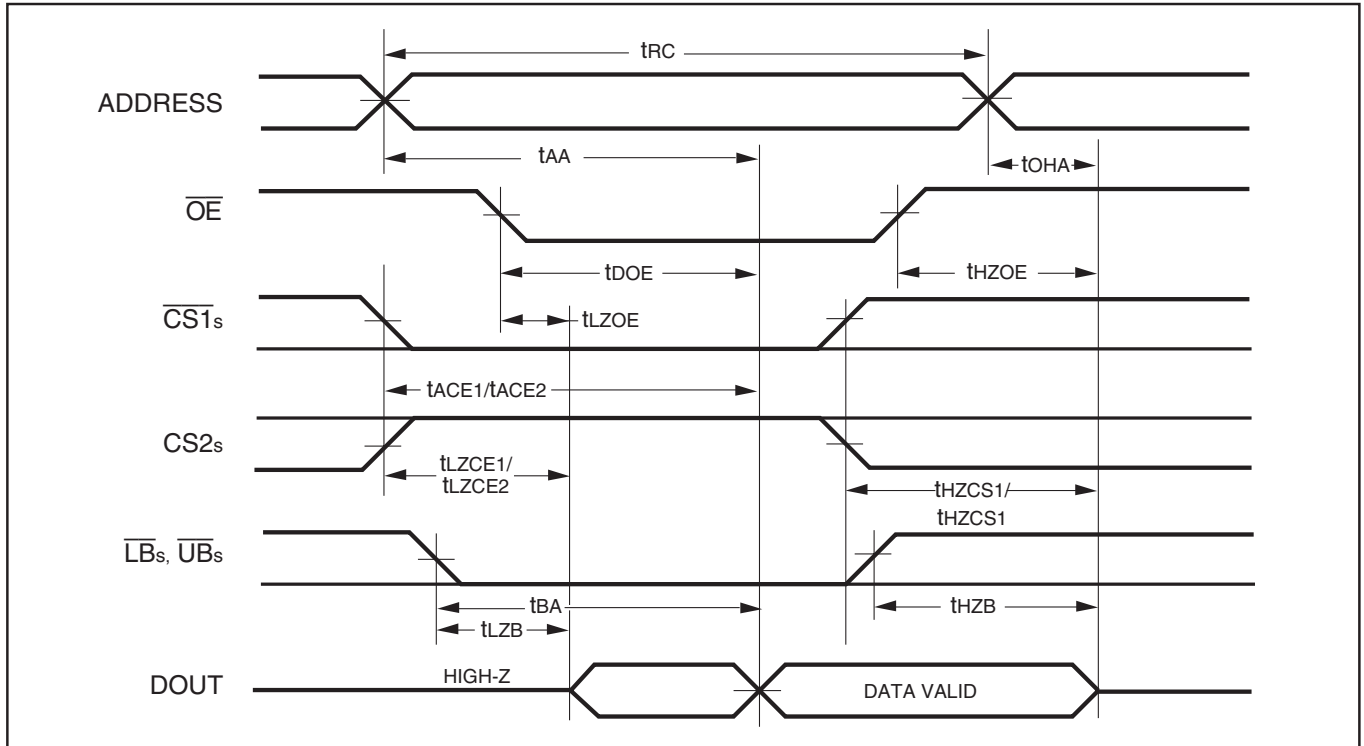 tRC
ADDRESS
tAA
tOHA
OE
tDOE
tHZOE
CS1s
tLZOE
tACE1/tACE2
CS2s
tLZCE1/
tLZCE2
tHZCS1/
tHZCS1
LBs, UBs
tBA
tHZB
tLZB
HIGH-Z
DOUT
DATA VALID